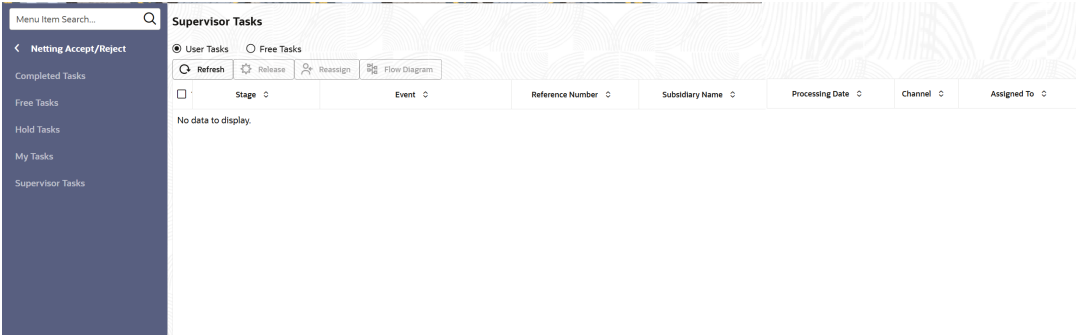 Menu Item Search...
Netting Accept/Reject
Completed Tasks
Free Tasks
Hold Tasks
My Tasks
Supervisor Tasks
Supervisor Tasks
User Tasks Free Tasks
Refresh Release Reassign Flow Diagram
Stage Event Reference Number Subsidiary Name Processing Date Channel Assigned To
No data to display.